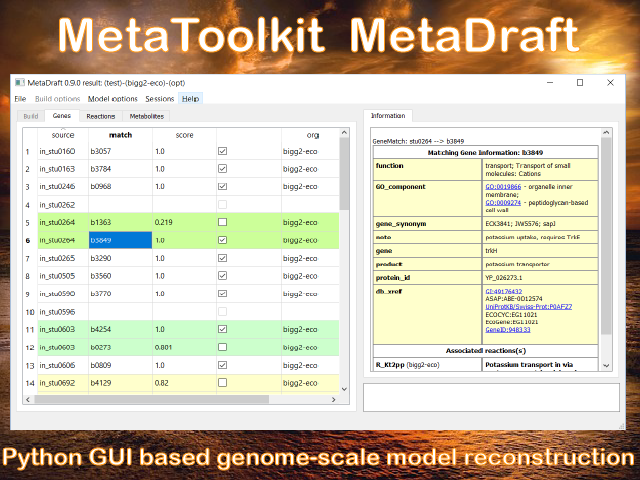 MetaToolkit MetaDraft
MetaDraft 0.9.0 result: (test)-(bigg2-eco)-(opt)
File Build options Model options Sessions Help
Build Genes Reactions Metabolites
source match score org
1 in_stu0160 b3057 1.0 bigg2-eco
2 in_stu0163 b3784 1.0 bigg2-eco
3 in_stu0246 b0968 1.0 bigg2-eco
4 in_stu0262
5 in_stu0264 b1363 0.219 bigg2-eco
6 in_stu0264 b3849 1.0 bigg2-eco
7 in_stu0265 b3290 1.0 bigg2-eco
8 in_stu0505 b3560 1.0 bigg2-eco
9 in_stu0590 b3770 1.0 bigg2-eco
10 in_stu0596
11 in_stu0603 b4254 1.0 bigg2-eco
12 in_stu0603 b0273 0.801 bigg2-eco
13 in_stu0606 b0809 1.0 bigg2-eco
14 in_stu0692 b4129 0.82 bigg2-eco
Information
GeneMatch: stu0264 --> b3849
Matching Gene Information: b3849
function transport; Transport of small
molecules: Cations
GO_component GO:0019866 - organelle inner
membrane;
GO:0009274 - peptidoglycan-based
cell wall
gene_synonym ECK3841; JW5576; sapJ
note potassium uptake, requires TrkE
gene trkH
product potassium transporter
protein_id YP_026273.1
db_xref GI:49176432
ASAP:ABE-0012574
UniProtKB/Swiss-Prot:P0AFZ7
ECOCYC:EG11021
EcoGene:EG11021
GeneID:948333
Associated reactions(s)
R_Kt2pp (bigg2-eco) Potassium transport in via
Python GUI based genome-scale model reconstruction